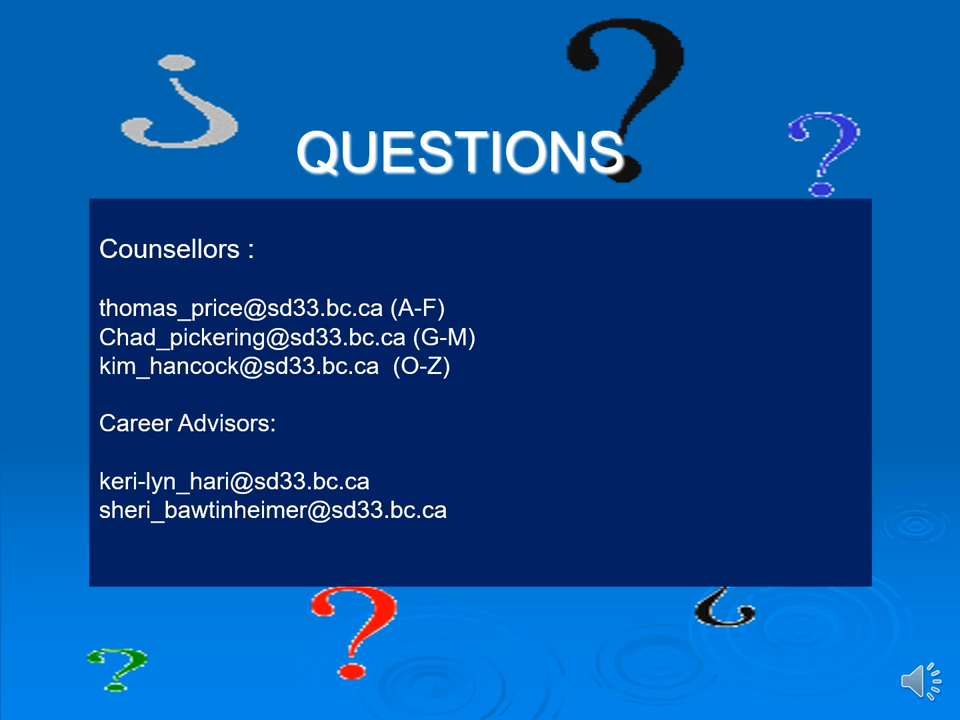 QUESTIONS
Counsellors :
thomas_price@sd33.bc.ca (A-F)
Chad_pickering@sd33.bc.ca (G-M)
kim_hancock@sd33.bc.ca (O-Z)
Career Advisors:
keri-lyn_hari@sd33.bc.ca
sheri_bawtinheimer@sd33.bc.ca